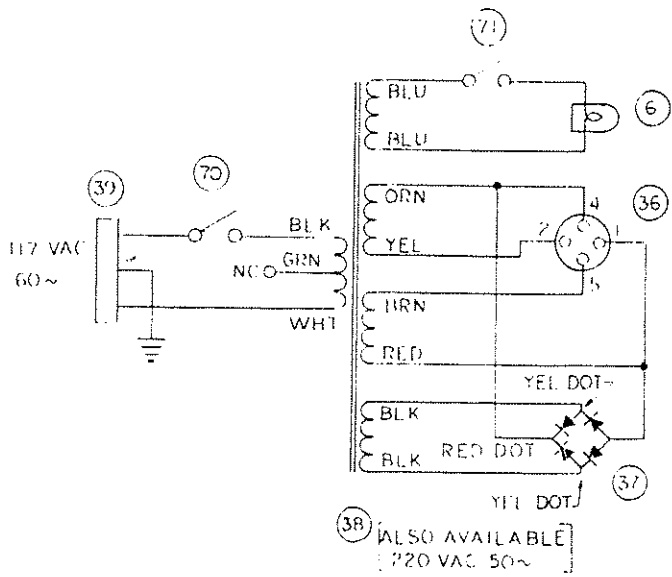 71
BLU
6
BLU
39
70
ORN
4
36
BLK
2
1
117 VAC
GRN
YEL
60~
NC
5
WHT
BRN
RED
YEL DOT
BLK
RED DOT
BLK
37
YEL DOT
38
ALSO AVAILABLE
220 VAC 50~